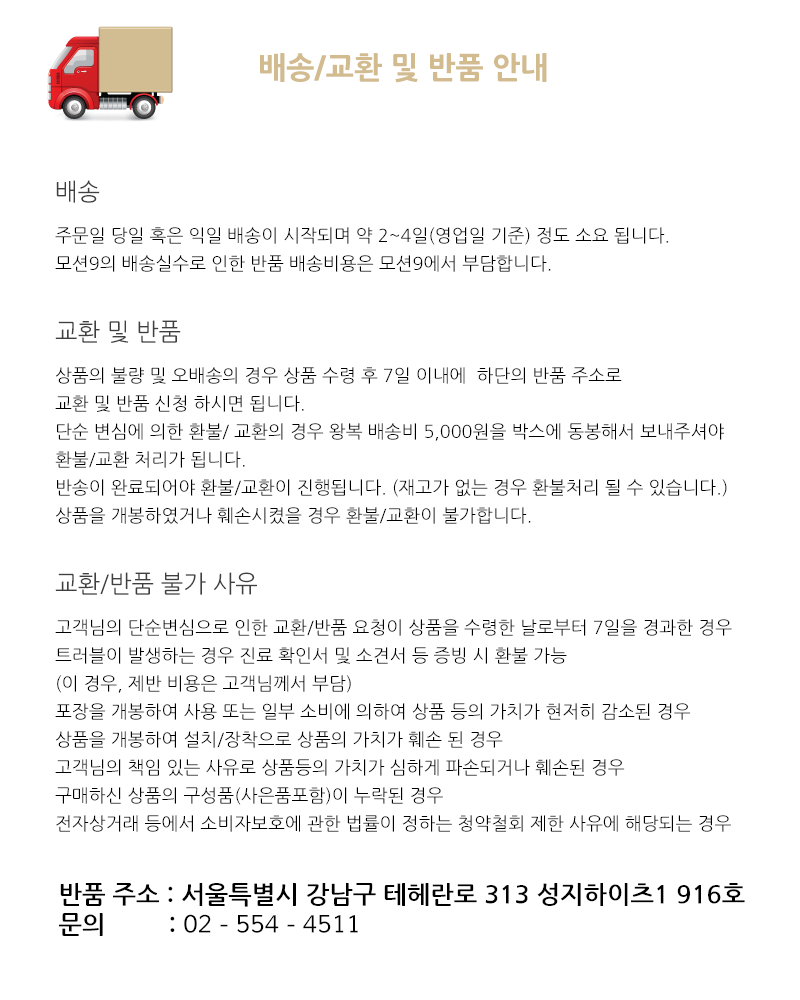 배송/교환 및 반품 안내
배송
주문일 당일 혹은 익일 배송이 시작되며 약 2~4일(영업일 기준) 정도 소요 됩니다.
모션9의 배송실수로 인한 반품 배송비용은 모션9에서 부담합니다.
교환 및 반품
상품의 불량 및 오배송의 경우 상품 수령 후 7일 이내에 하단의 반품 주소로
교환 및 반품 신청 하시면 됩니다.
단순 변심에 의한 환불/ 교환의 경우 왕복 배송비 5,000원을 박스에 동봉해서 보내주셔야
환불/교환 처리가 됩니다.
반송이 완료되어야 환불/교환이 진행됩니다. (재고가 없는 경우 환불처리 될 수 있습니다.)
상품을 개봉하였거나 훼손시켰을 경우 환불/교환이 불가합니다.
교환/반품 불가 사유
고객님의 단순변심으로 인한 교환/반품 요청이 상품을 수령한 날로부터 7일을 경과한 경우
트러블이 발생하는 경우 진료 확인서 및 소견서 등 증빙 시 환불 가능
(이 경우, 제반 비용은 고객님께서 부담)
포장을 개봉하여 사용 또는 일부 소비에 의하여 상품 등의 가치가 현저히 감소된 경우
상품을 개봉하여 설치/장착으로 상품의 가치가 훼손 된 경우
고객님의 책임 있는 사유로 상품등의 가치가 심하게 파손되거나 훼손된 경우
구매하신 상품의 구성품(사은품포함)이 누락된 경우
전자상거래 등에서 소비자보호에 관한 법률이 정하는 청약철회 제한 사유에 해당되는 경우
반품 주소 : 서울특별시 강남구 테헤란로 313 성지하이츠1 916호
문의 : 02 - 554 - 4511